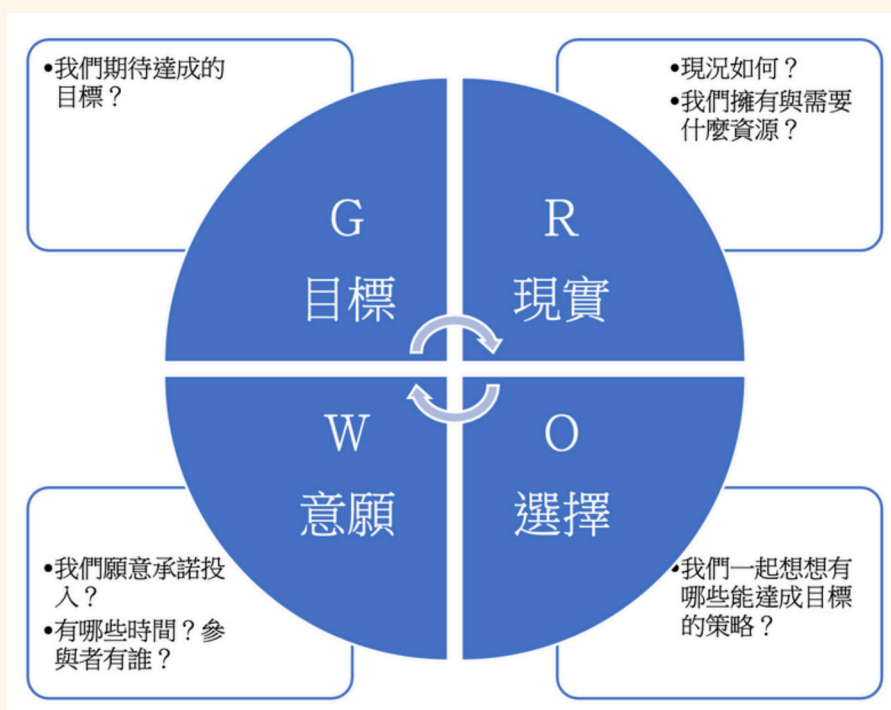 •我們期待達成的
目標？
•現況如何？
•我們擁有與需要
什麼資源？
G
目標
R
現實
W
意願
O
選擇
•我們願意承諾投
入？
•有哪些時間？參
與者有誰？
•我們一起想想有
哪些能達成目標
的策略？